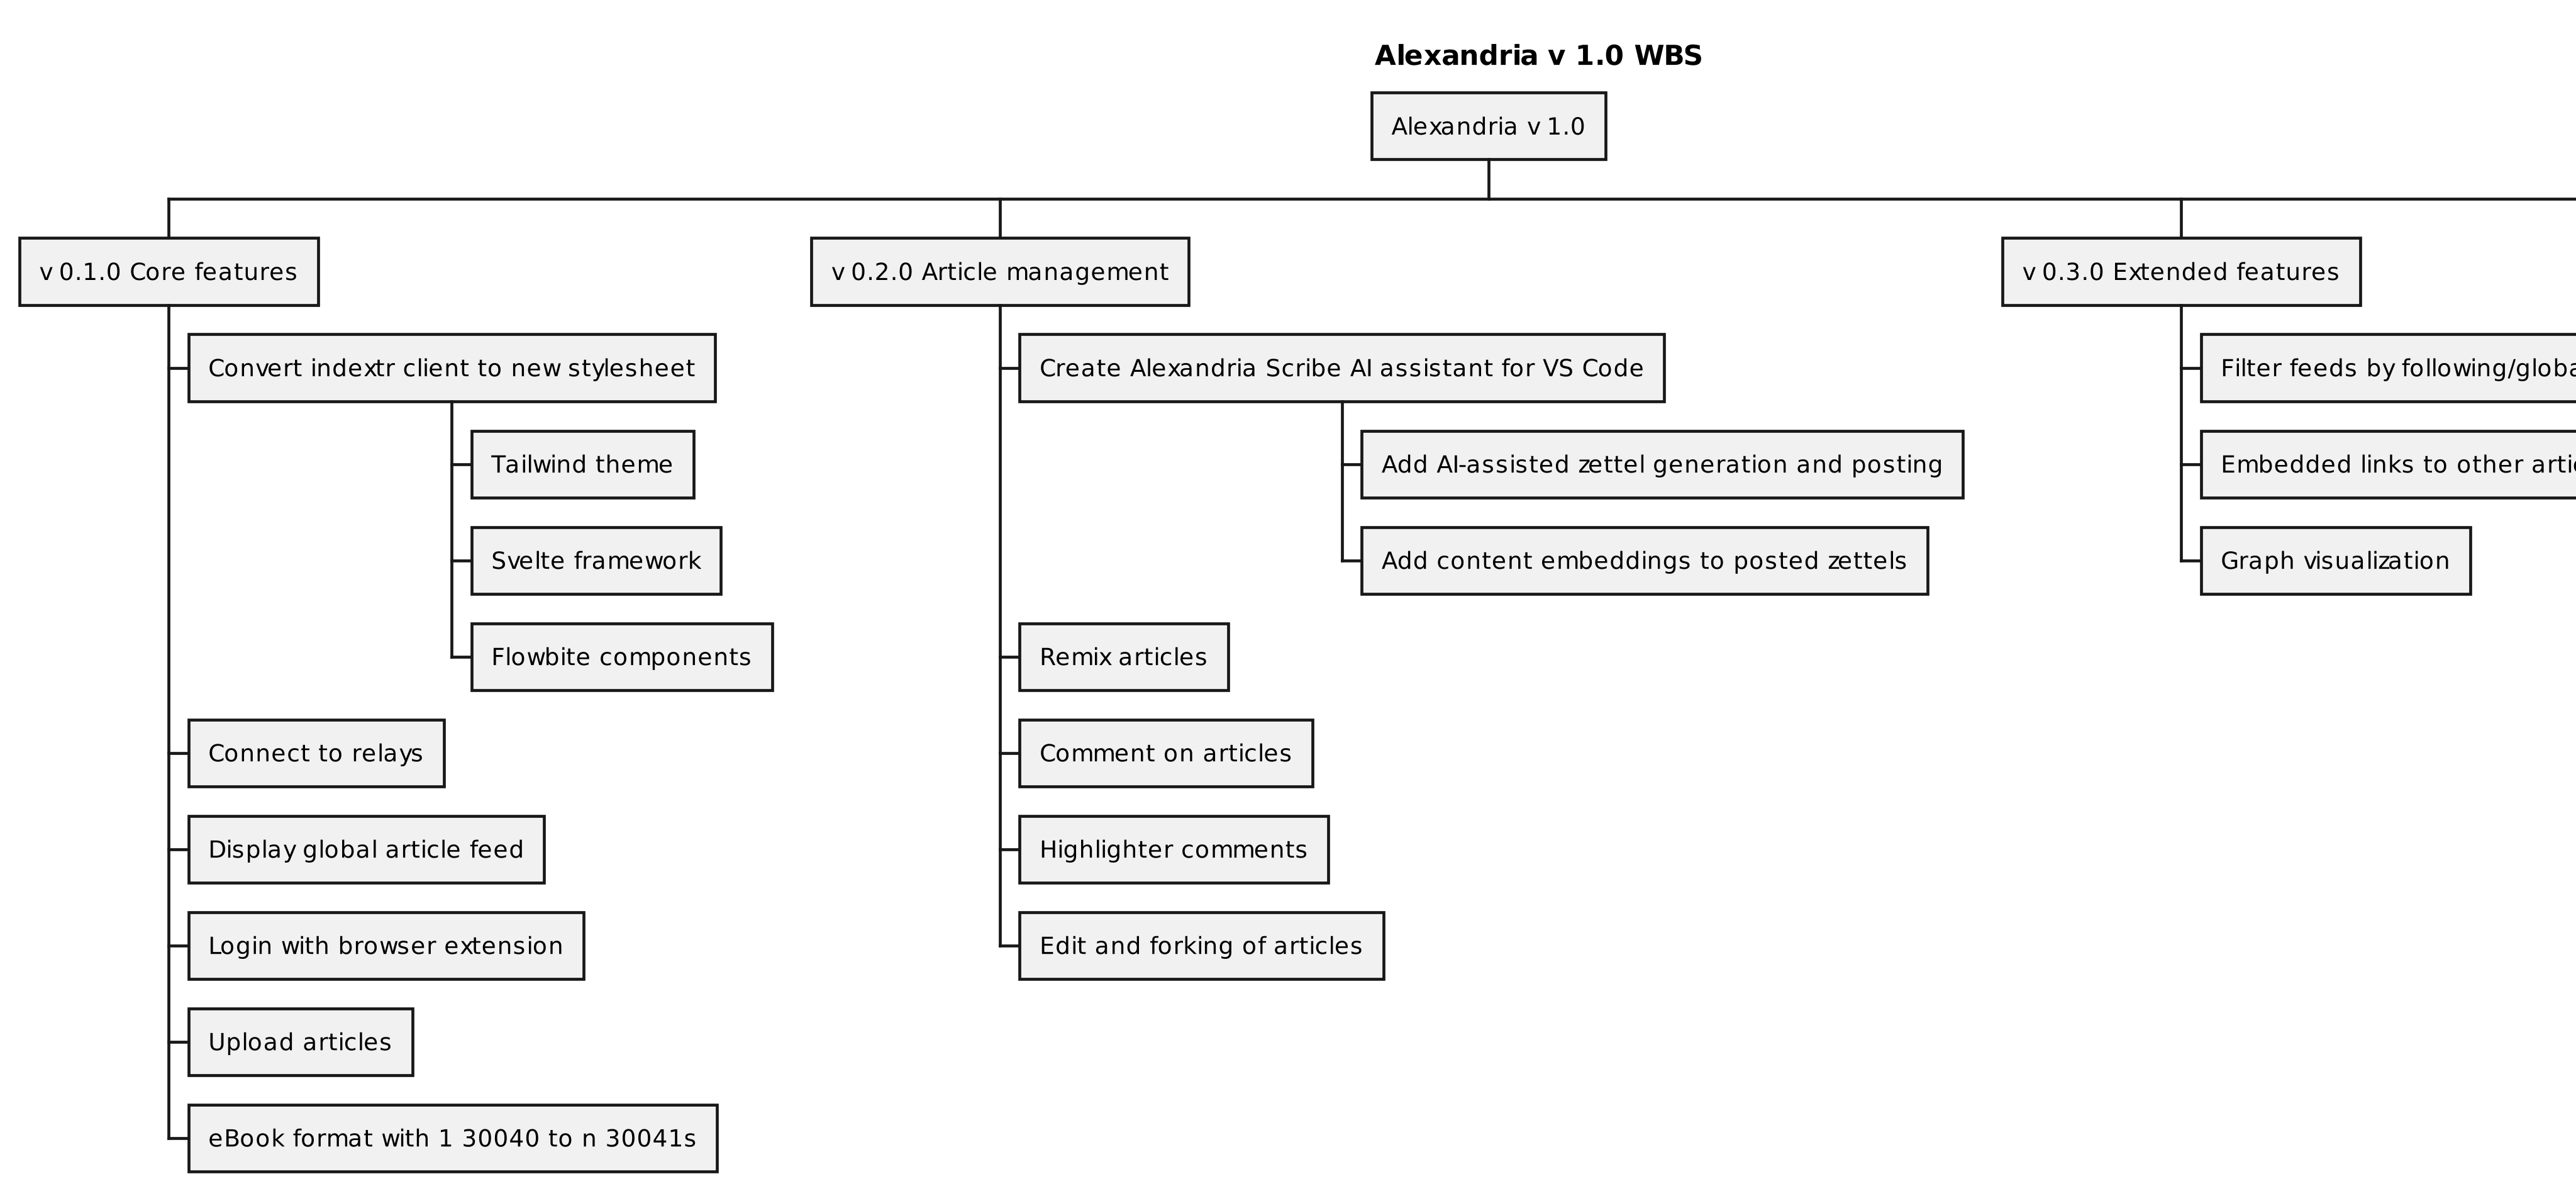 Alexandria v 1.0 WBS
Alexandria v 1.0
v 0.1.0 Core features
Convert indextr client to new stylesheet
Tailwind theme
Svelte framework
Flowbite components
Connect to relays
Display global article feed
Login with browser extension
Upload articles
eBook format with 1 30040 to n 30041s
v 0.2.0 Article management
Create Alexandria Scribe AI assistant for VS Code
Add AI-assisted zettel generation and posting
Add content embeddings to posted zettels
Remix articles
Comment on articles
Highlighter comments
Edit and forking of articles
v 0.3.0 Extended features
Filter feeds by
Embedded links to other
Graph visualization